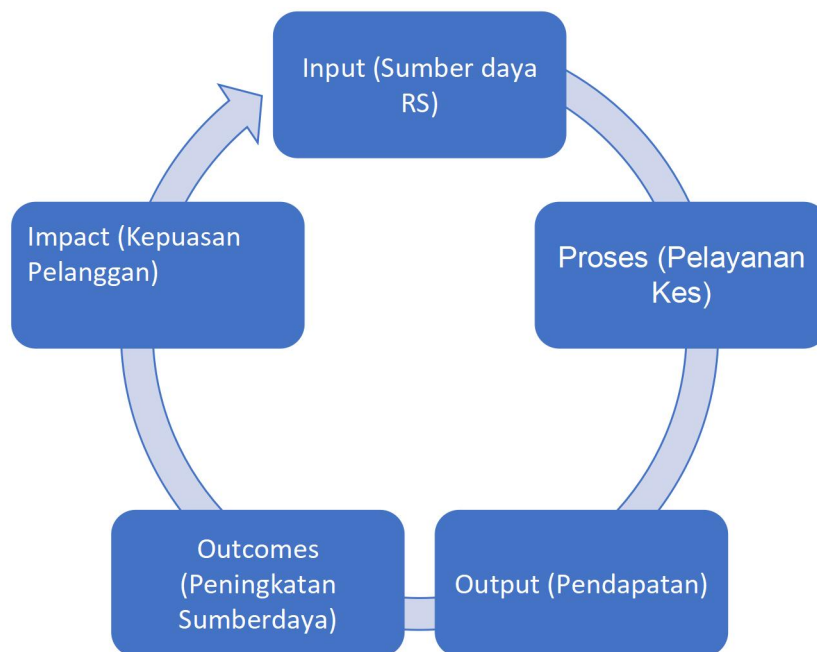 Input (Sumber daya
RS)
Proses (Pelayanan
Kes)
Output (Pendapatan)
Outcomes
(Peningkatan
Sumberdaya)
Impact (Kepuasan
Pelanggan)